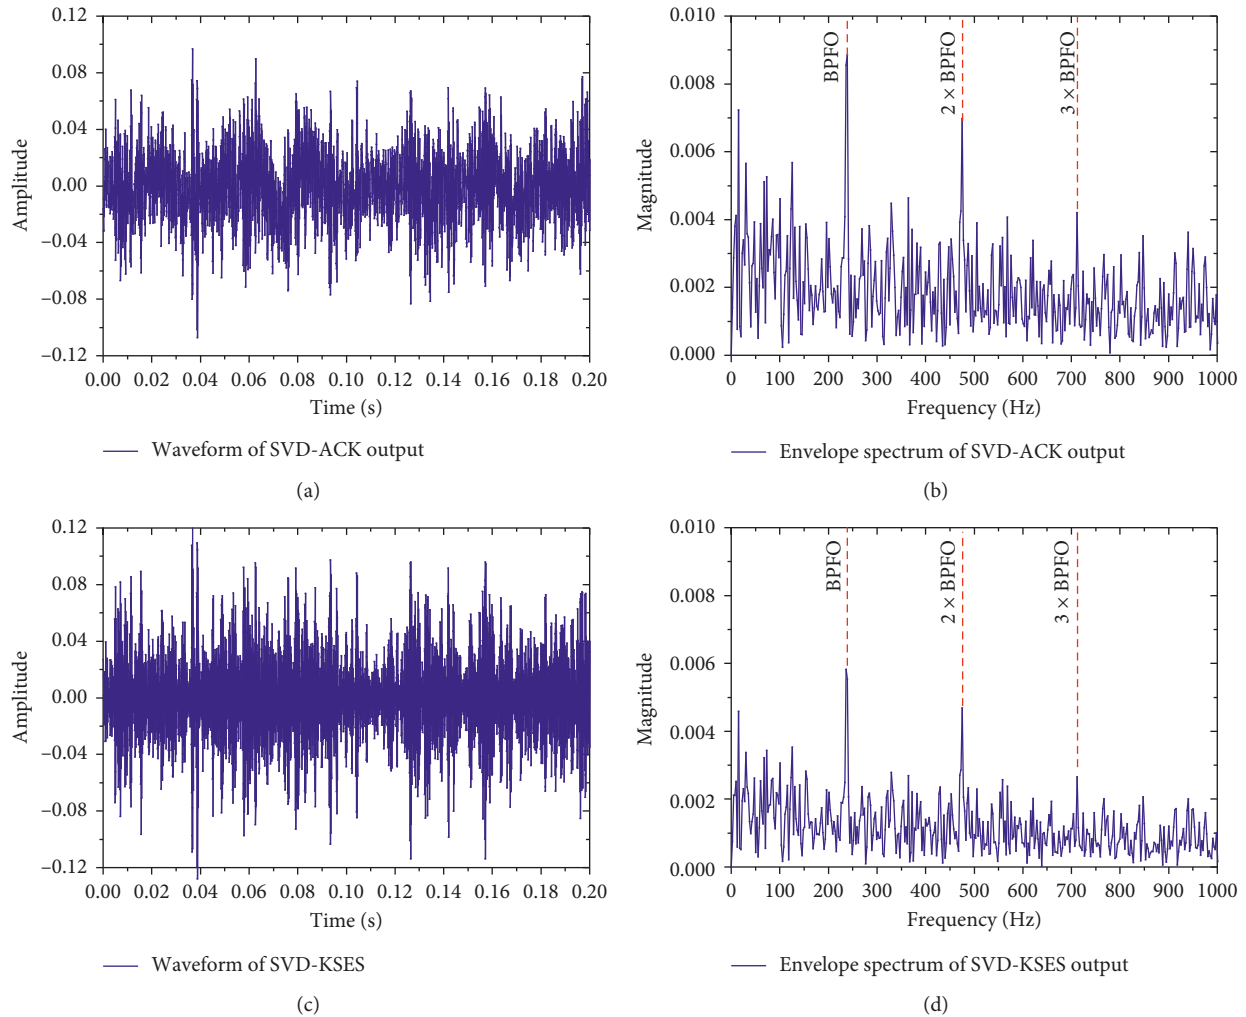 0.12
0.08
0.04
0.00
−0.04
−0.08
−0.12
Amplitude
0.00 0.02 0.04 0.06 0.08 0.10 0.12 0.14 0.16 0.18 0.20
Time (s)
Waveform of SVD-ACK output
(a)
0.010
0.008
0.006
0.004
0.002
0.000
Magnitude
BPFO
2 × BPFO
3 × BPFO
0 100 200 300 400 500 600 700 800 900 1000
Frequency (Hz)
Envelope spectrum of SVD-ACK output
(b)
0.12
0.08
0.04
0.00
−0.04
−0.08
−0.12
Amplitude
0.00 0.02 0.04 0.06 0.08 0.10 0.12 0.14 0.16 0.18 0.20
Time (s)
Waveform of SVD-KSES
(c)
0.010
0.008
0.006
0.004
0.002
0.000
Magnitude
BPFO
2 × BPFO
3 × BPFO
0 100 200 300 400 500 600 700 800 900 1000
Frequency (Hz)
Envelope spectrum of SVD-KSES output
(d)